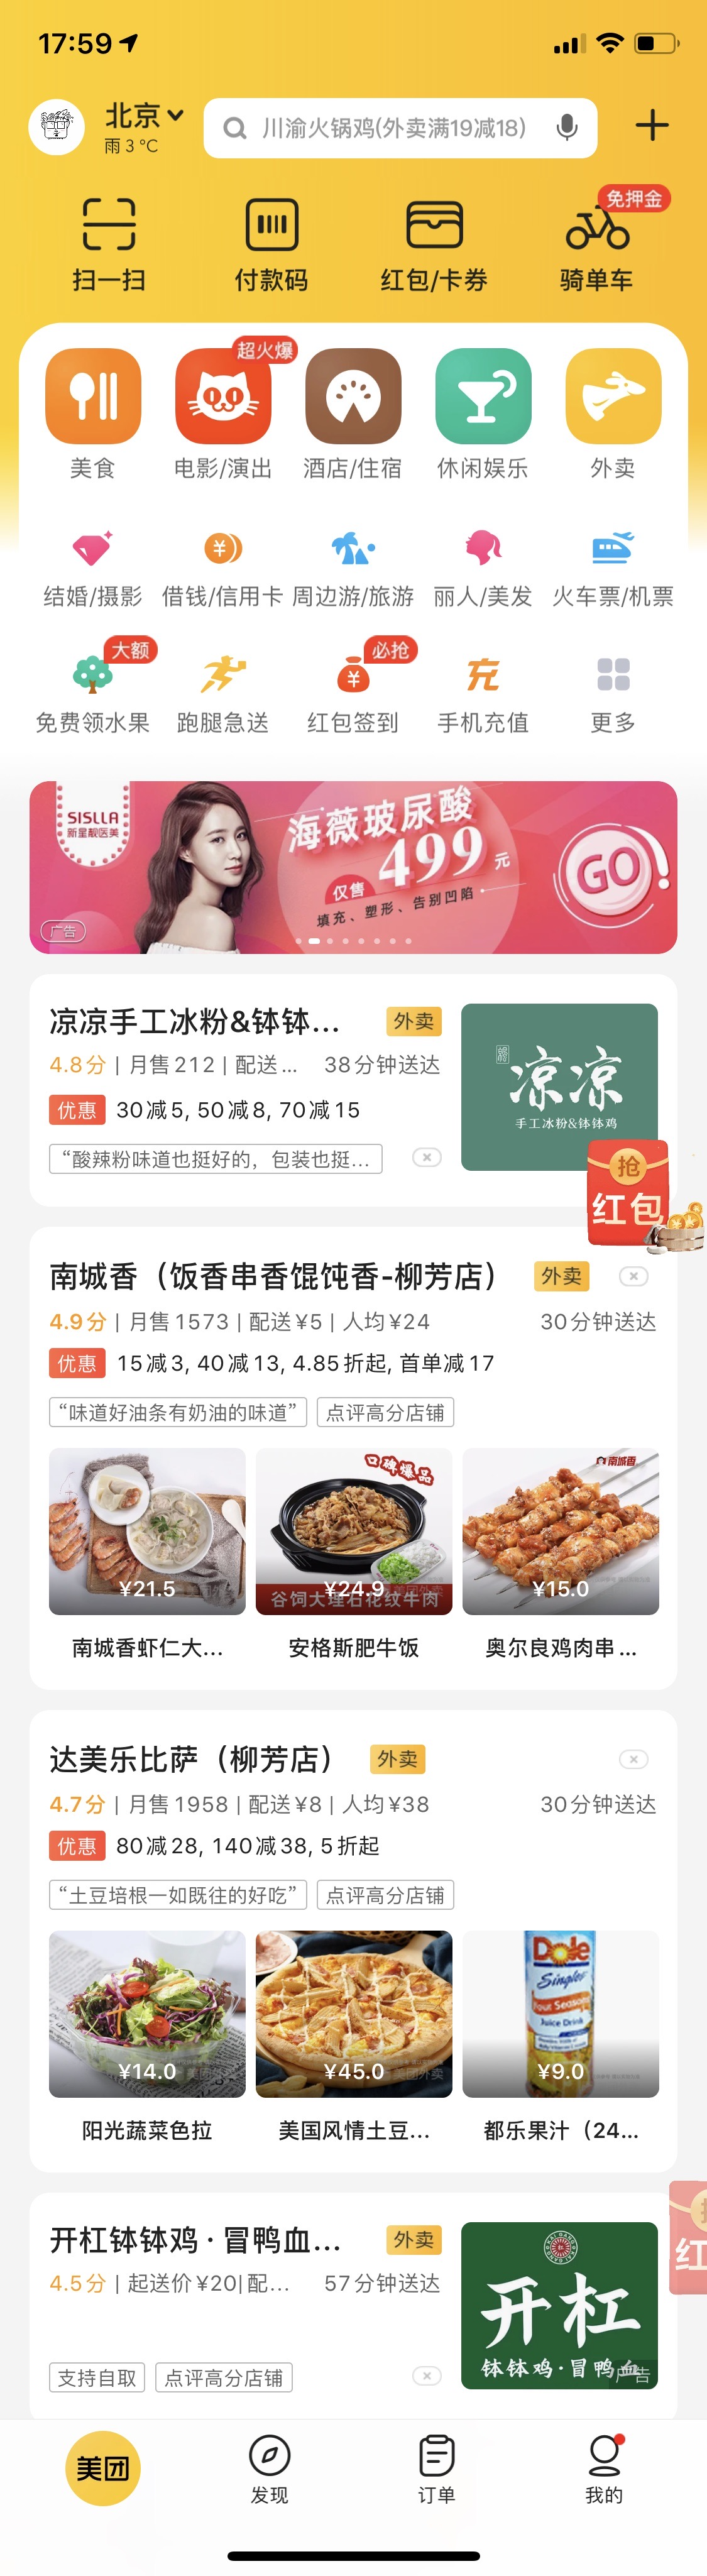 17:59
北京
雨 3 °C
川渝火锅鸡(外卖满19减18)
免押金
扫一扫
付款码
红包/卡券
骑单车
超火爆
美食
电影/演出
酒店/住宿
休闲娱乐
外卖
结婚/摄影
借钱/信用卡
周边游/旅游
丽人/美发
火车票/机票
大额
必抢
充
免费领水果
跑腿急送
红包签到
手机充值
更多
SISLLA
新星靓医美
海薇玻尿酸
仅售 499 元
填充、塑形、告别凹陷
GO!
广告
凉凉手工冰粉&钵钵...
外卖
4.8分 | 月售212 | 配送...
38分钟送达
优惠 30减5, 50减8, 70减15
“酸辣粉味道也挺好的，包装也挺...
凉凉
手工冰粉&钵钵鸡
抢
红包
南城香（饭香串香馄饨香-柳芳店）
外卖
4.9分 | 月售1573 | 配送¥5 | 人均¥24
30分钟送达
优惠 15减3, 40减13, 4.85折起, 首单减17
“味道好油条有奶油的味道”
点评高分店铺
口碑爆品
南城香
¥21.5
¥24.9
谷饲大理石花纹牛肉
¥15.0
南城香虾仁大...
安格斯肥牛饭
奥尔良鸡肉串...
达美乐比萨（柳芳店）
外卖
4.7分 | 月售1958 | 配送¥8 | 人均¥38
30分钟送达
优惠 80减28, 140减38, 5折起
“土豆培根一如既往的好吃”
点评高分店铺
Dole
Singles
Juice Drink
¥14.0
¥45.0
美团外卖
¥9.0
阳光蔬菜色拉
美国风情土豆...
都乐果汁（24...
开杠钵钵鸡·冒鸭血...
外卖
4.5分 | 起送价¥20| 配...
57分钟送达
支持自取
点评高分店铺
开杠
钵钵鸡·冒鸭血
广告
红
美团
发现
订单
我的